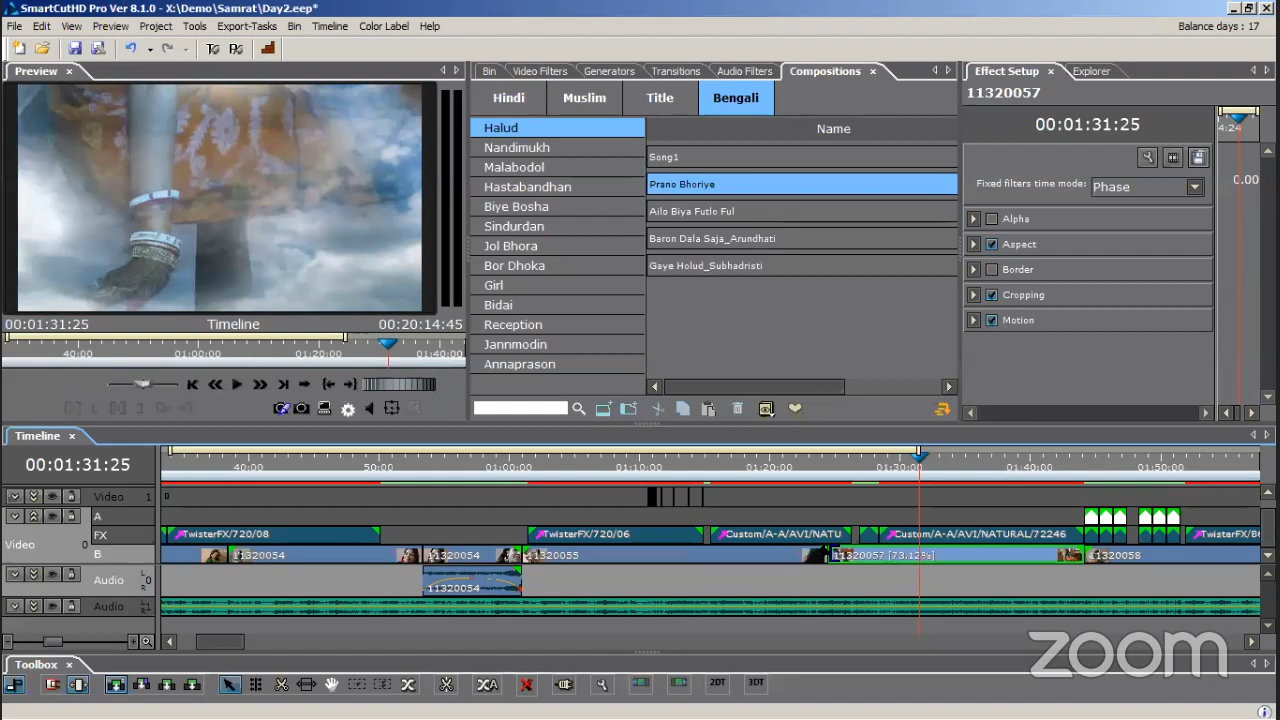 SmartCutHD Pro Ver 8.1.0 - X:\Demo\Samrat\Day2.eep*
File Edit View Preview Project Tools Export-Tasks Bin Timeline Color Label Help
Balance days : 17
Preview
Bin Video Filters Generators Transitions Audio Filters Compositions
Effect Setup Explorer
Hindi Muslim Title Bengali
11320057
00:01:31:25
4:24
Halud
Nandimukh
Malabodol
Hastabandhan
Biye Bosha
Sindurdan
Jol Bhora
Bor Dhoka
Girl
Bidai
Reception
Jannmodin
Annaprason
Name
Song1
Prano Bhoriye
Ailo Biya Futlo Ful
Baron Dala Saja_Arundhati
Gaye Holud_Subhadristi
Fixed filters time mode: Phase
0.00
Alpha
Aspect
Border
Cropping
Motion
00:01:31:25 Timeline 00:20:14:45
40:00 01:00:00 01:20:00 01:40:00
Timeline
00:01:31:25
40:00 50:00 01:00:00 01:10:00 01:20:00 01:30:00 01:40:00 01:50:00
Video 1
A
TwisterFX/720/08 TwisterFX/720/06 Custom/A-A/AVI/NATU Custom/A-A/AVI/NATURAL/72246
FX
Video 0
B
11320054 11320054 11320055 11320057 [73.12%] 11320058
Audio 0
L
R
11320054
Audio
zoom
Toolbox
2DT 3DT